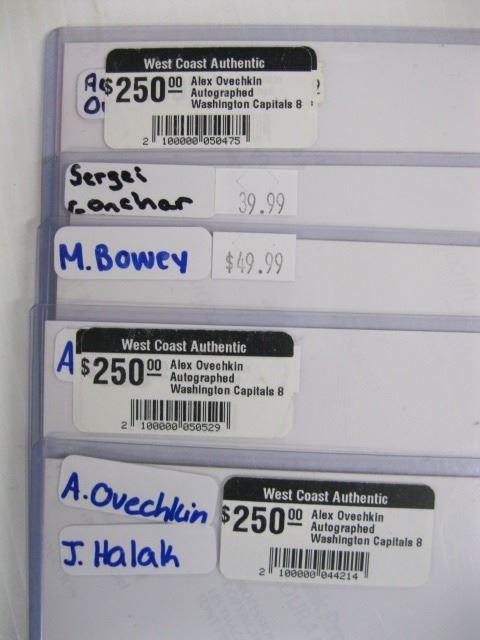 West Coast Authentic
$250.00 Alex Ovechkin
Autographed
Washington Capitals 8
2 100000 050475
Sergei
Gonchar
39.99
M. Bowey
$49.99
West Coast Authentic
A
$250.00 Alex Ovechkin
Autographed
Washington Capitals 8
2 100000 050529
A. Ovechkin
J. Halak
West Coast Authentic
$250.00 Alex Ovechkin
Autographed
Washington Capitals 8
2 100000 044214